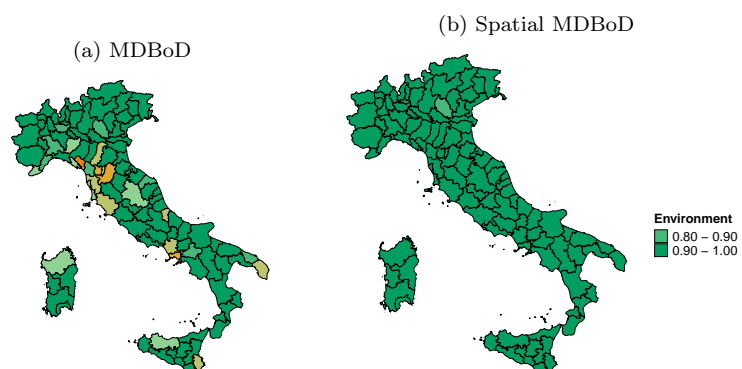 (b) Spatial MDBoD
(a) MDBoD
Environment
0.80 – 0.90
0.90 – 1.00